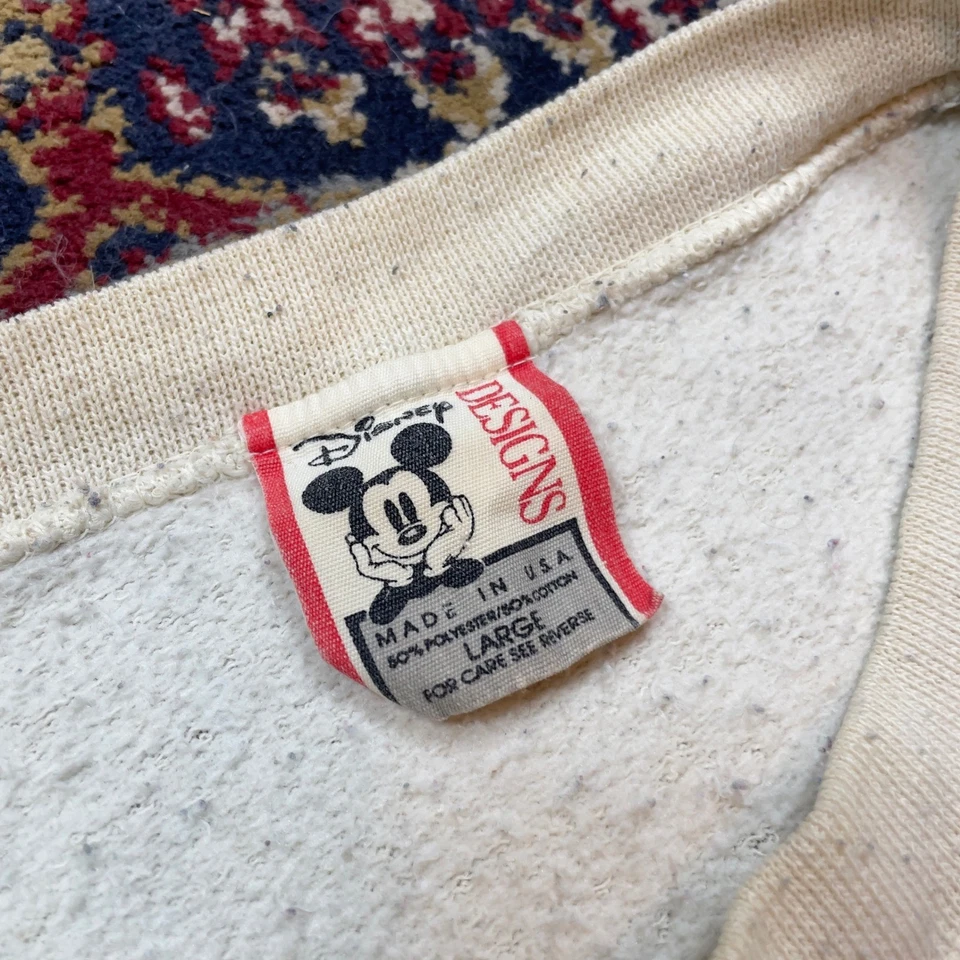 Disney
DESIGNS
MADE IN U.S.A.
50% POLYESTER/50% COTTON
LARGE
FOR CARE SEE REVERSE